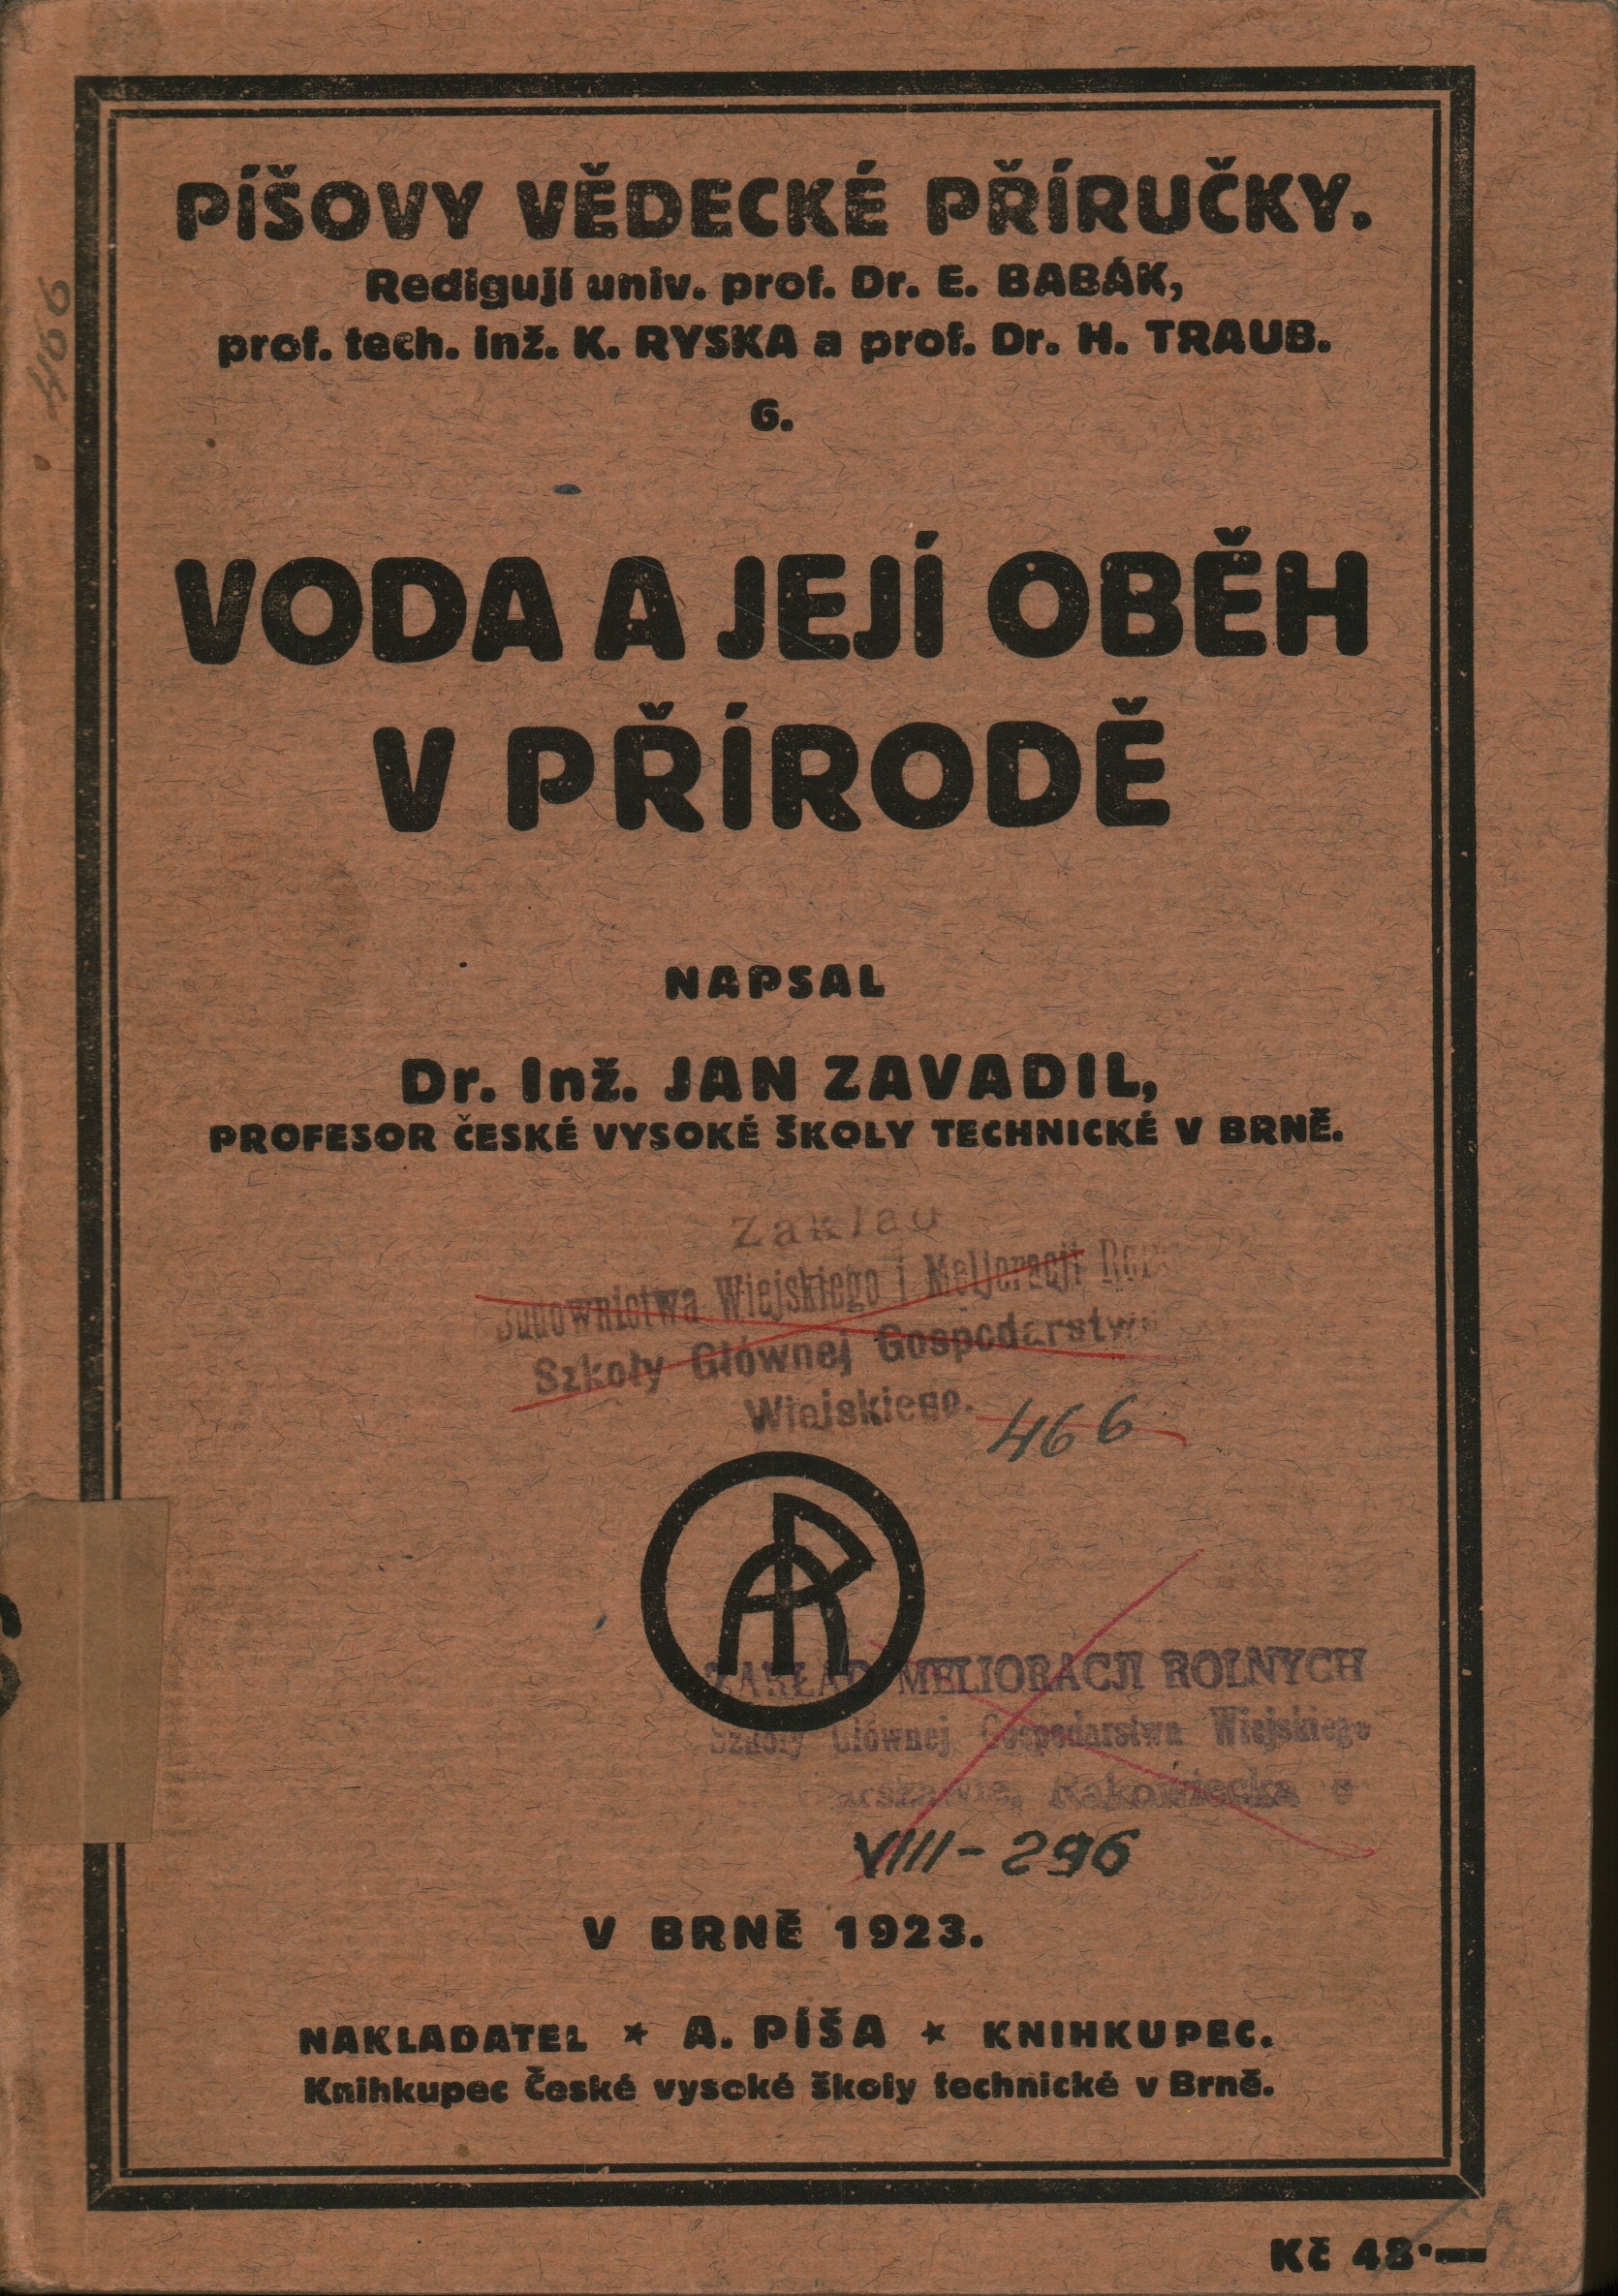 PÍŠOVY VĚDECKÉ PŘÍRUČKY.
Redigují univ. prof. Dr. E. BABÁK,
prof. tech. inž. K. RYSKA a prof. Dr. H. TRAUB.
6.
VODA A JEJÍ OBĚH
V PŘÍRODĚ
NAPSAL
Dr. Inž. JAN ZAVADIL,
PROFESOR ČESKÉ VYSOKÉ ŠKOLY TECHNICKÉ V BRNĚ.
Zakład
Budownictwa Wiejskiego i Meljoracji
Szkoły Głównej Gospodarstwa
Wiejskiego.
466
ZAKŁAD MELIORACJI ROLNYCH
Szkoły Głównej Gospodarstwa Wiejskiego
Rakowiecka 8
VIII-296
V BRNĚ 1923.
NAKLADATEL * A. PÍŠA * KNIHKUPEC.
Knihkupec České vysoké školy technické v Brně.
Kč 48·—